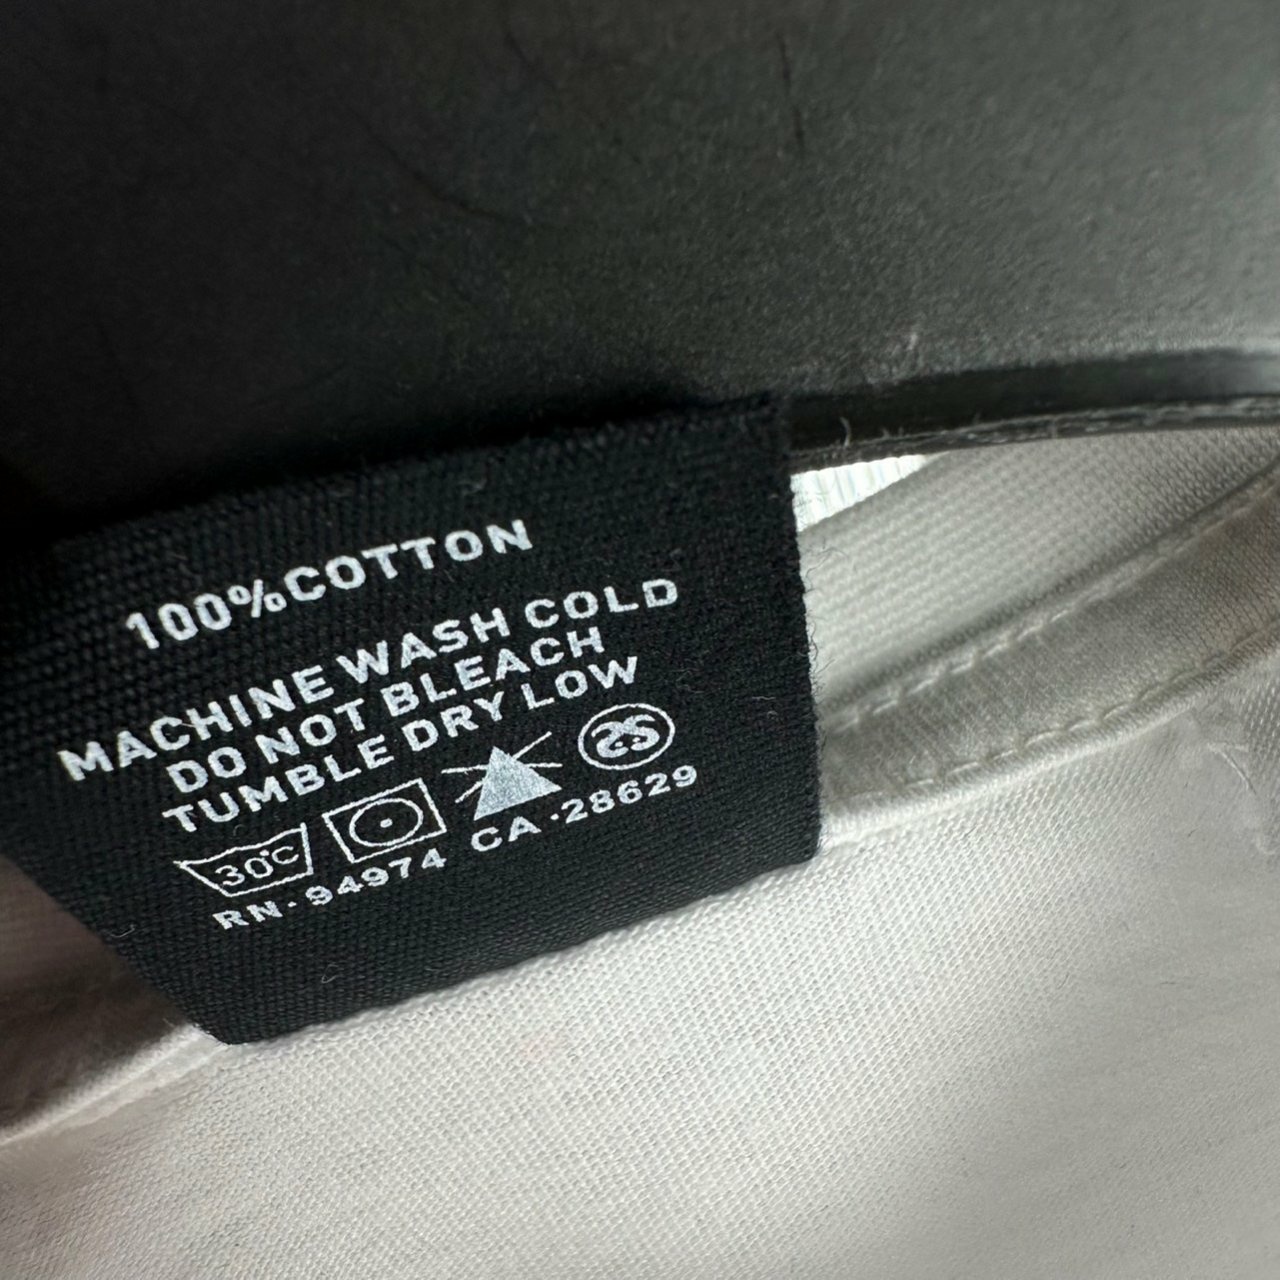 100%COTTON
MACHINE WASH COLD
DO NOT BLEACH
TUMBLE DRY LOW
30°C
RN·94974 CA·28629